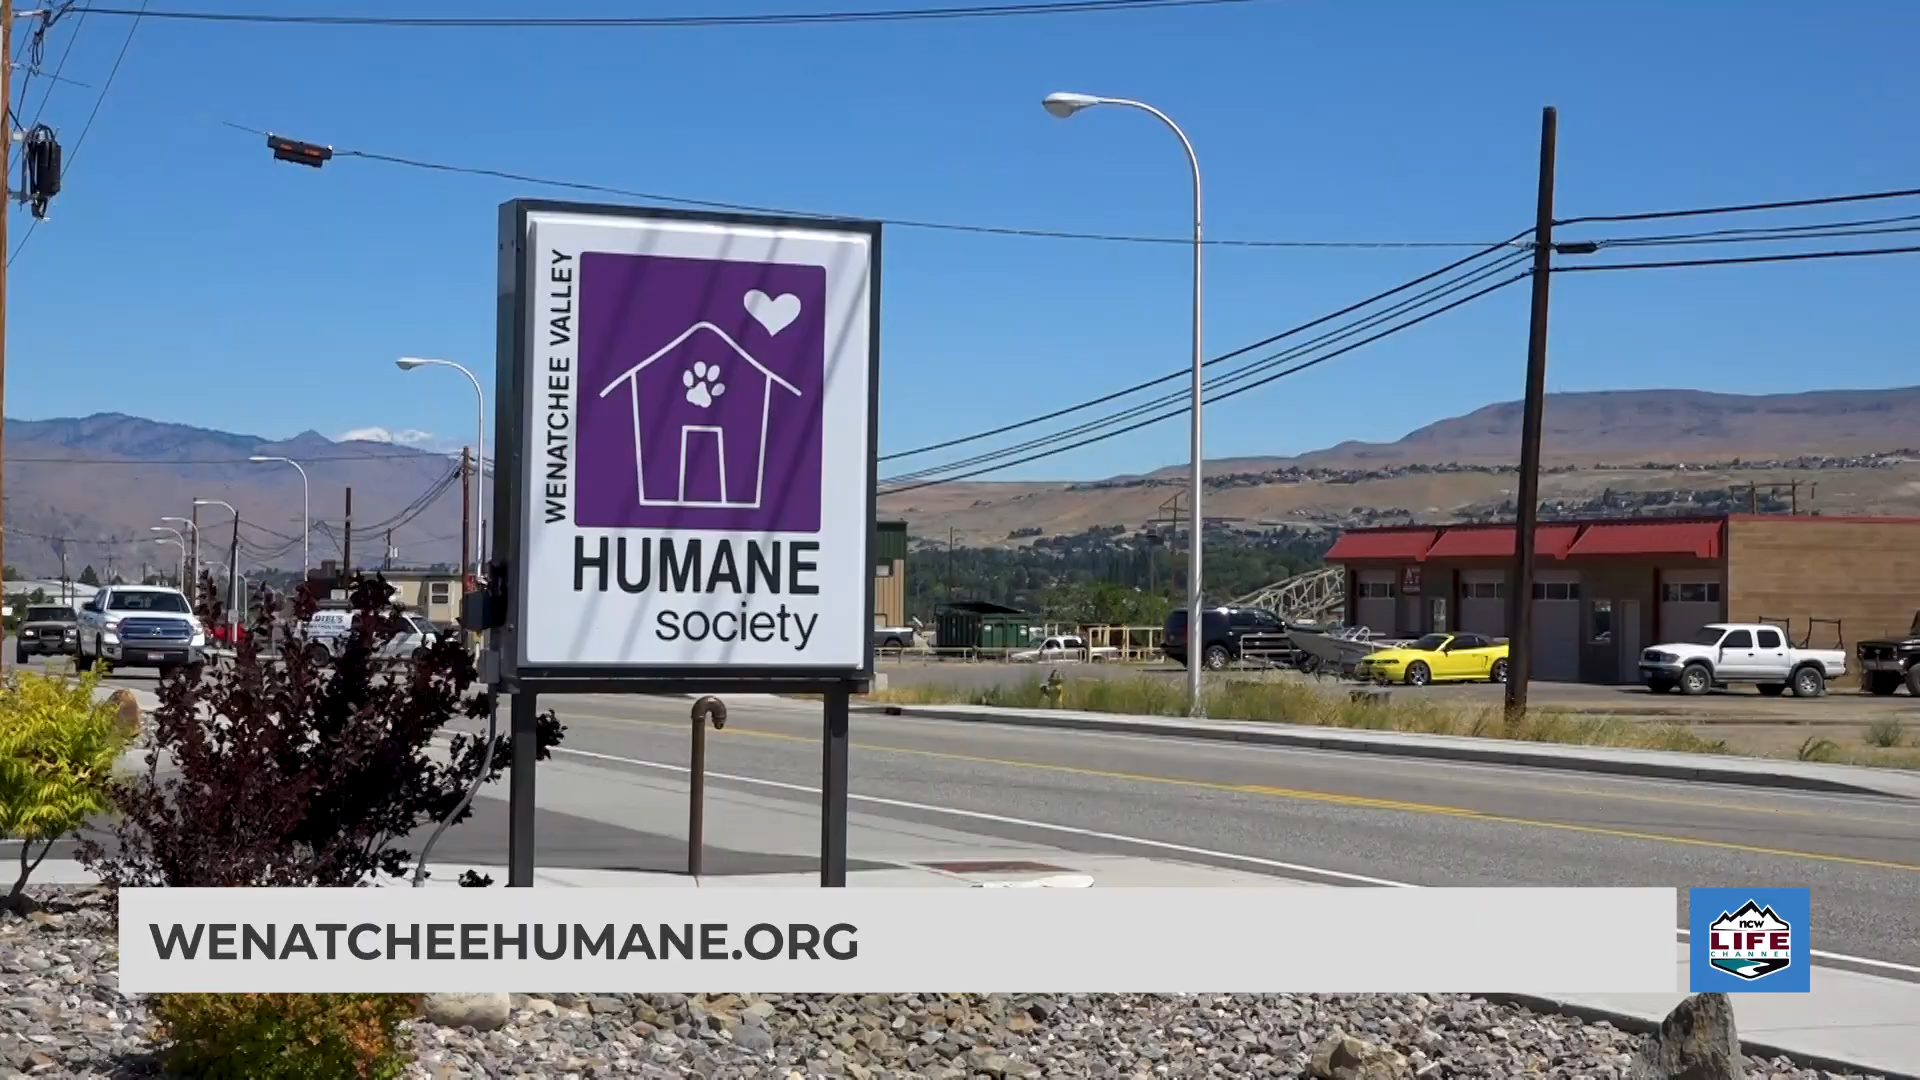 WENATCHEE VALLEY
HUMANE
society
WENATCHEEHUMANE.ORG
ncw
LIFE
CHANNEL